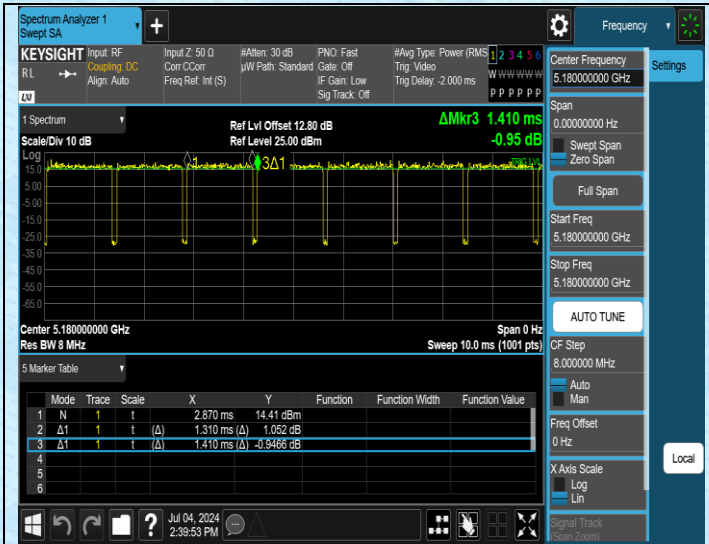 Spectrum Analyzer 1
Swept SA
Frequency
KEYSIGHT
RL
LXI
Input: RF
Coupling: DC
Align: Auto
Input Z: 50 Ω
Corr CCorr
Freq Ref: Int (S)
#Atten: 30 dB
µW Path: Standard
PNO: Fast
Gate: Off
IF Gain: Low
Sig Track: Off
#Avg Type: Power (RMS
Trig: Video
Trig Delay: -2.000 ms
1 2 3 4 5 6
W W W W W W
P P P P P P
Center Frequency
5.180000000 GHz
Settings
Span
0.00000000 Hz
Swept Span
Zero Span
Full Span
Start Freq
5.180000000 GHz
Stop Freq
5.180000000 GHz
AUTO TUNE
CF Step
8.000000 MHz
Auto
Man
Freq Offset
0 Hz
X Axis Scale
Log
Lin
Signal Track
(Span Zoom)
Local
1 Spectrum
Scale/Div 10 dB
Ref Lvl Offset 12.80 dB
Ref Level 25.00 dBm
ΔMkr3 1.410 ms
-0.95 dB
Log
15.0
5.00
-5.00
-15.0
-25.0
-35.0
-45.0
-55.0
-65.0
1
3Δ1
TRIG LVL
Center 5.180000000 GHz
Res BW 8 MHz
Span 0 Hz
Sweep 10.0 ms (1001 pts)
5 Marker Table
Mode Trace Scale X Y Function Function Width Function Value
1 N 1 t 2.870 ms 14.41 dBm
2 Δ1 1 t (Δ) 1.310 ms (Δ) 1.052 dB
3 Δ1 1 t (Δ) 1.410 ms (Δ) -0.9466 dB
4
5
6
Jul 04, 2024
2:39:53 PM